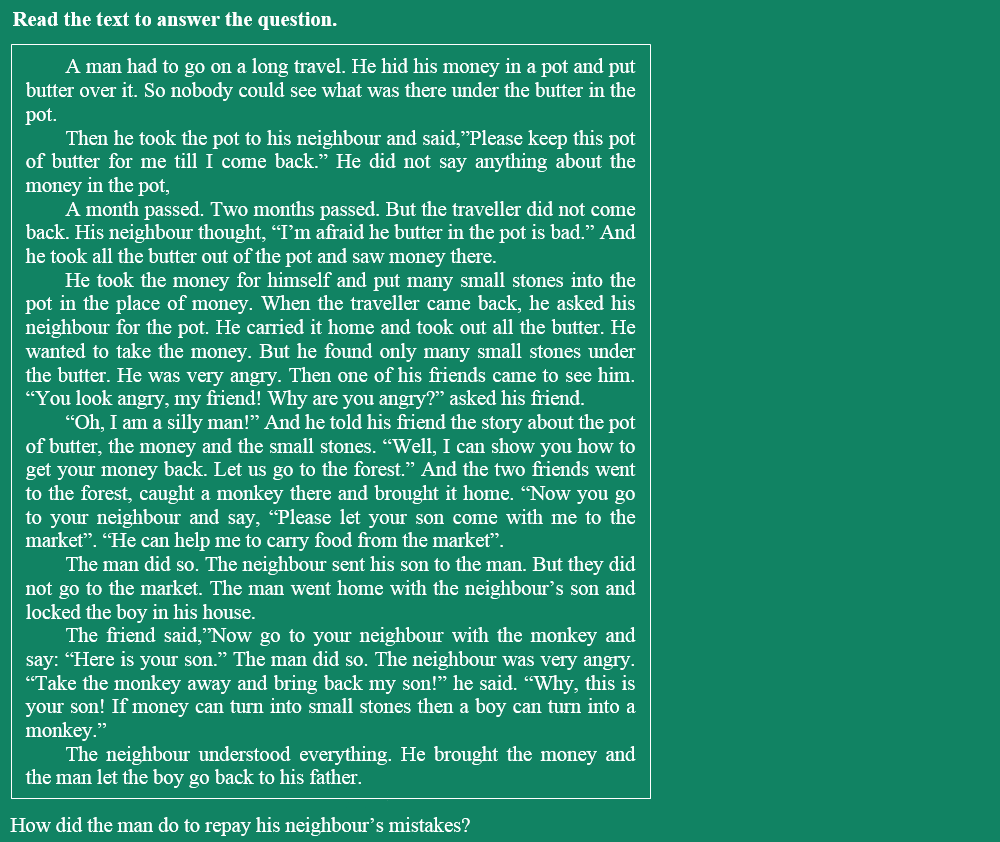 Read the text to answer the question.
A man had to go on a long travel. He hid his money in a pot and put
butter over it. So nobody could see what was there under the butter in the
pot.
Then he took the pot to his neighbour and said,”Please keep this pot
of butter for me till I come back.” He did not say anything about the
money in the pot,
A month passed. Two months passed. But the traveller did not come
back. His neighbour thought, “I’m afraid he butter in the pot is bad.” And
he took all the butter out of the pot and saw money there.
He took the money for himself and put many small stones into the
pot in the place of money. When the traveller came back, he asked his
neighbour for the pot. He carried it home and took out all the butter. He
wanted to take the money. But he found only many small stones under
the butter. He was very angry. Then one of his friends came to see him.
“You look angry, my friend! Why are you angry?” asked his friend.
“Oh, I am a silly man!” And he told his friend the story about the pot
of butter, the money and the small stones. “Well, I can show you how to
get your money back. Let us go to the forest.” And the two friends went
to the forest, caught a monkey there and brought it home. “Now you go
to your neighbour and say, “Please let your son come with me to the
market”. “He can help me to carry food from the market”.
The man did so. The neighbour sent his son to the man. But they did
not go to the market. The man went home with the neighbour’s son and
locked the boy in his house.
The friend said,”Now go to your neighbour with the monkey and
say: “Here is your son.” The man did so. The neighbour was very angry.
“Take the monkey away and bring back my son!” he said. “Why, this is
your son! If money can turn into small stones then a boy can turn into a
monkey.”
The neighbour understood everything. He brought the money and
the man let the boy go back to his father.
How did the man do to repay his neighbour’s mistakes?